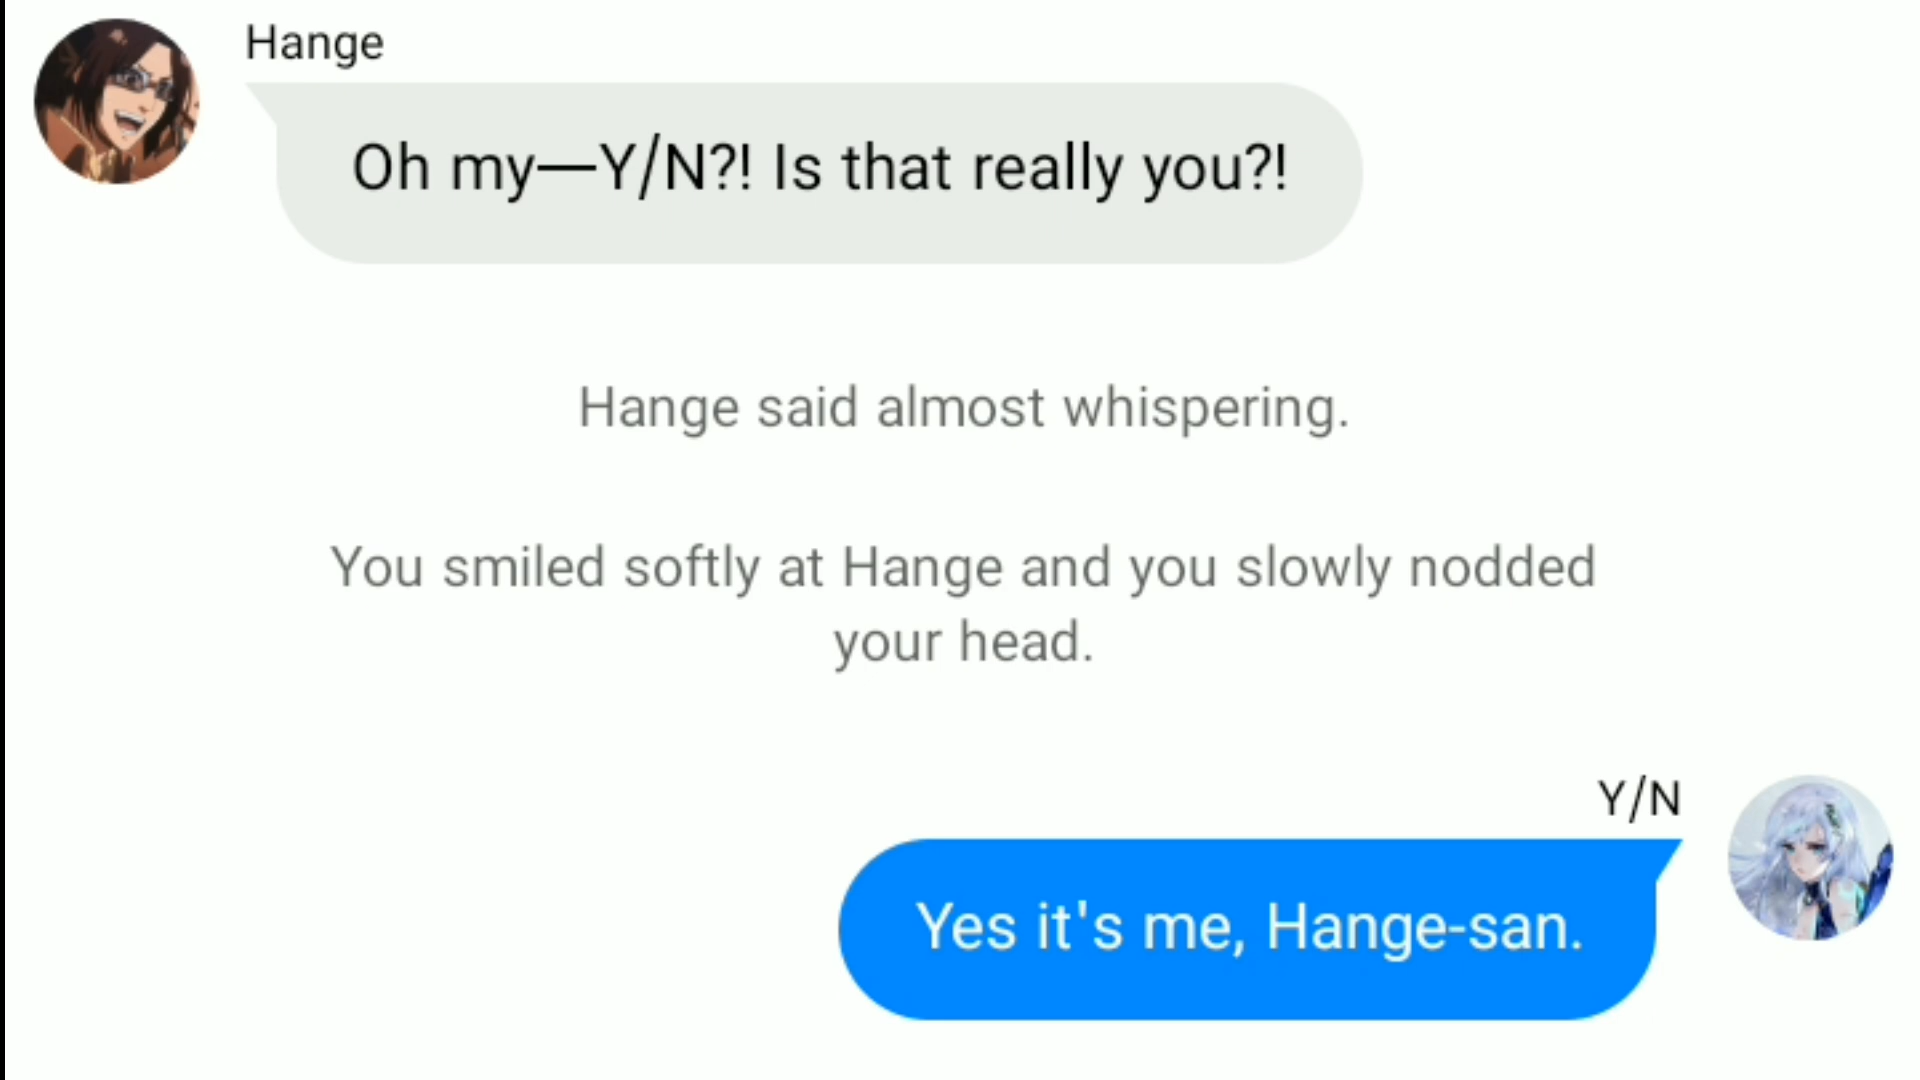 Hange
Oh my—Y/N?! Is that really you?!
Hange said almost whispering.
You smiled softly at Hange and you slowly nodded
your head.
Y/N
Yes it's me, Hange-san.